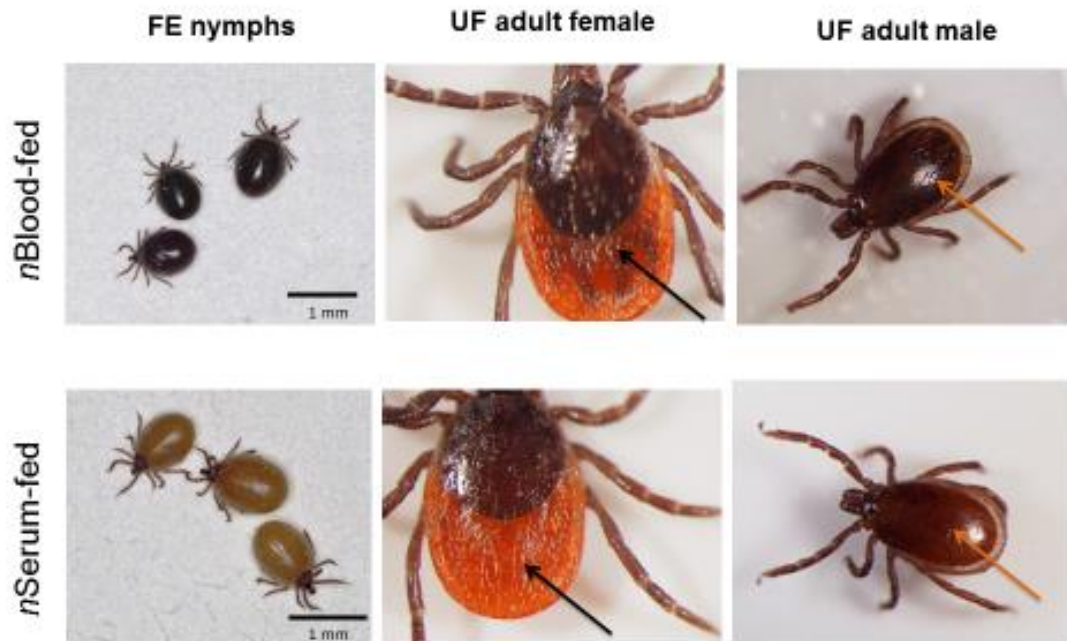 FE nymphs
UF adult female
UF adult male
nBlood-fed
1 mm
nSerum-fed
1 mm